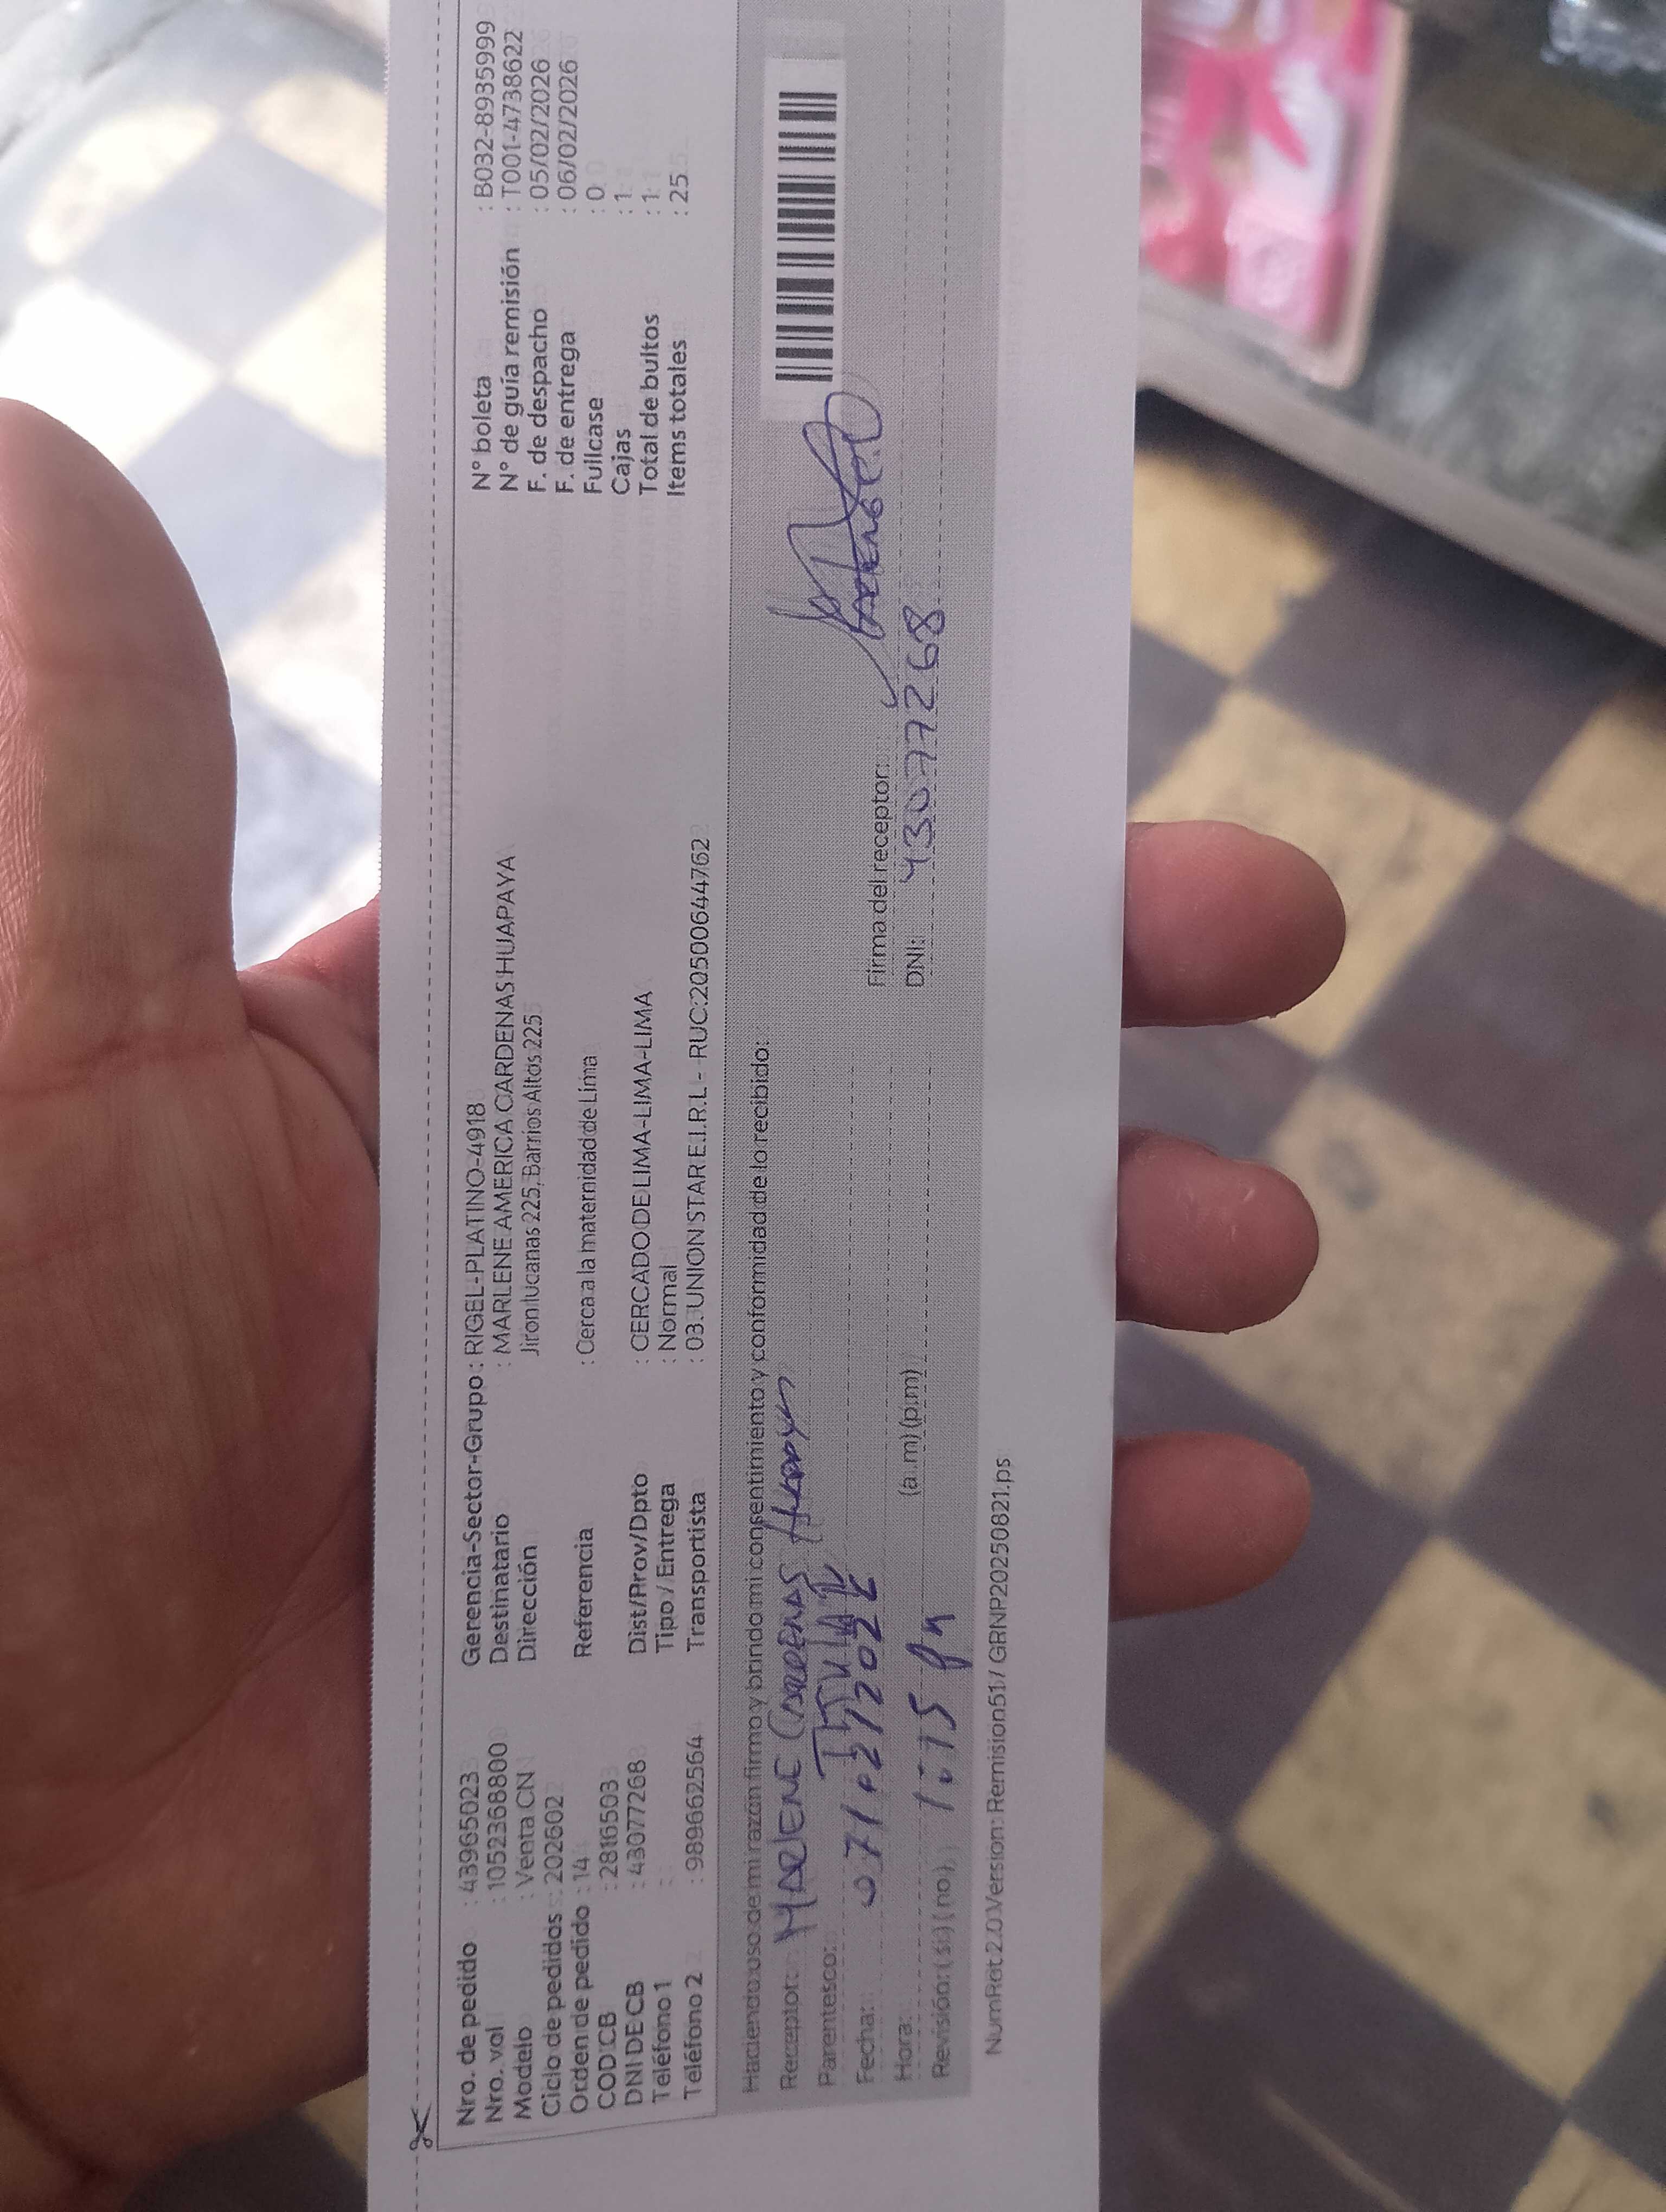 Nro. de pedido : 43965023
Nro. vol : 1052368800
Modelo : Venta CN
Ciclo de pedidos : 202602
Orden de pedido : 14
COD CB : 2816503
DNI DE CB : 43077268
Teléfono 1 :
Teléfono 2 : 989662564
Gerencia-Sector-Grupo : RIGEL-PLATINO-4918
Destinatario : MARLENE AMERICA CARDENAS HUAPAYA
Dirección Jiron lucanas 225, Barrios Altos 225
Referencia : Cerca a la maternidad de Lima
Dist/Prov/Dpto : CERCADO DE LIMA-LIMA-LIMA
Tipo / Entrega : Normal
Transportista : 03. UNION STAR E.I.R.L - RUC:20500644762
N° boleta : B032-8935999
N° de guía remisión : T001-4738622
F. de despacho : 05/02/2026
F. de entrega : 06/02/2026
Fullcase : 0
Cajas : 1
Total de bultos : 1
Items totales : 25
Haciendo uso de mi razón firmo y brindo mi consentimiento y conformidad de lo recibido:
Receptor: MARLENE CARDENAS
Parentesco: TITULAR
Fecha:
Hora: 1:15 pm (a.m) (p.m)
Revisión: (si) (no)
Firma del receptor:
DNI: 43077268
NumRot 2.0 Version: Remision51 / GRNP20250821.ps